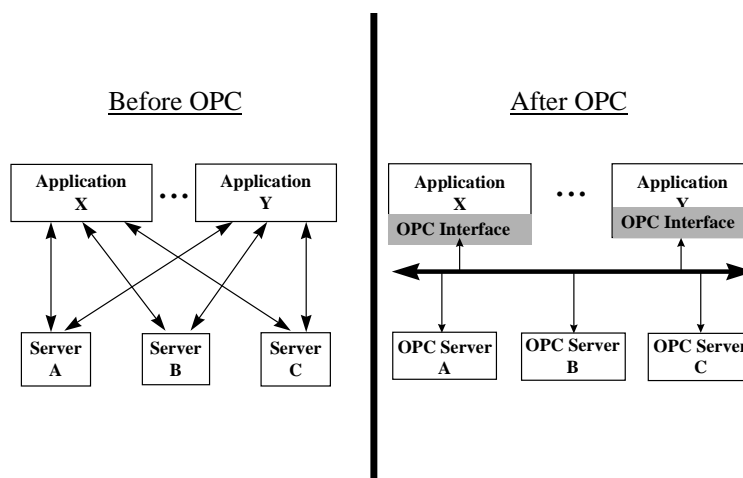 Before OPC
Application
X
...
Application
Y
Server
A
Server
B
Server
C
After OPC
Application
X
OPC Interface
...
Application
Y
OPC Interface
OPC Server
A
OPC Server
B
OPC Server
C